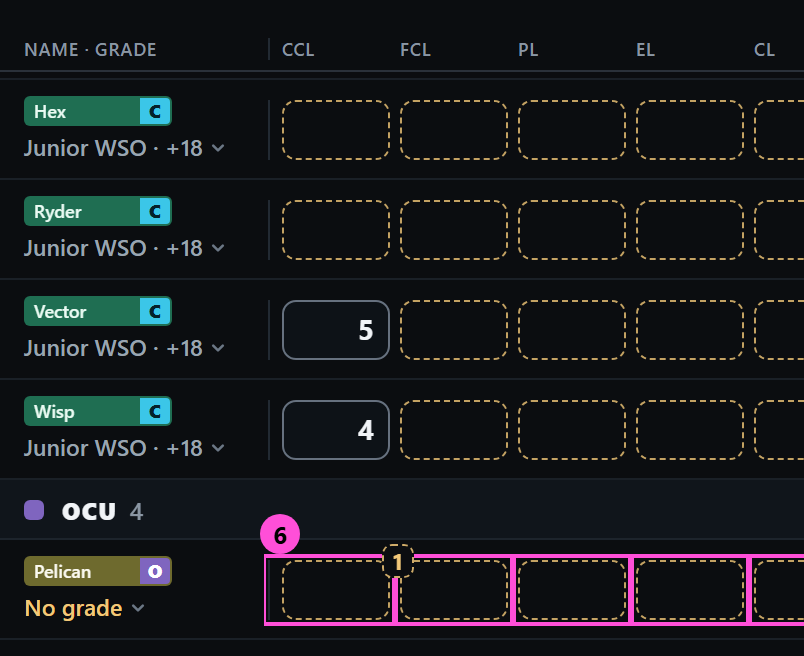 NAME · GRADE CCL FCL PL EL CL
Hex C
Junior WSO · +18
Ryder C
Junior WSO · +18
Vector C
Junior WSO · +18
5
Wisp C
Junior WSO · +18
4
OCU 4
6
1
Pelican O
No grade